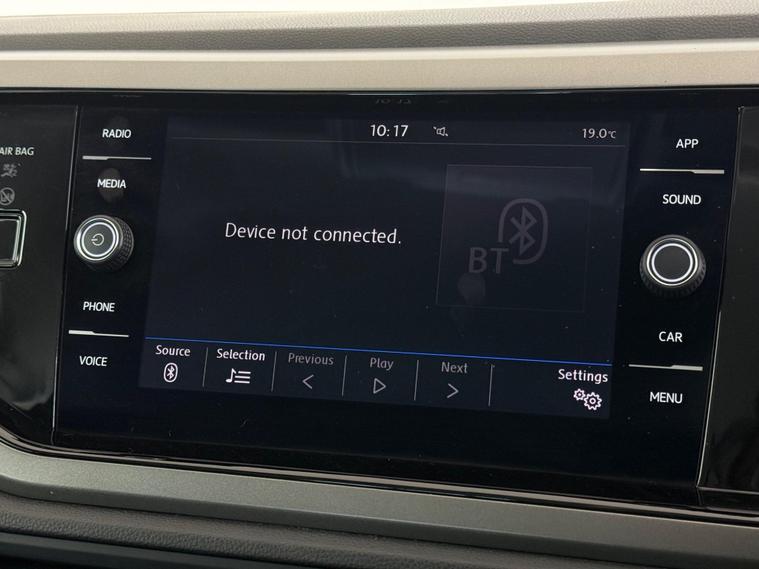 RADIO
MEDIA
PHONE
VOICE
AIR BAG
10:17
19.0°C
Device not connected.
BT
Source
Selection
Previous
Play
Next
Settings
APP
SOUND
CAR
MENU